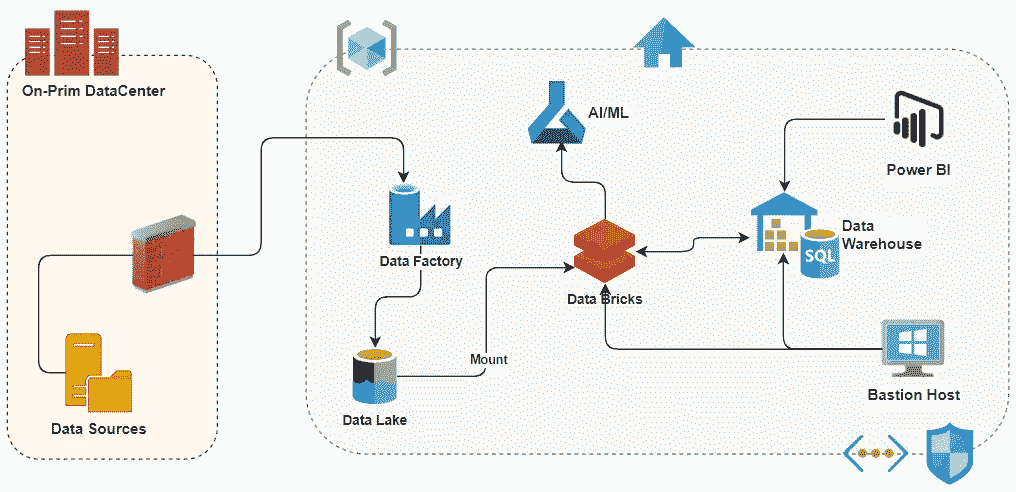 On-Prim DataCenter
AI/ML
Power BI
Data
Warehouse
SQL
Data Factory
Data Bricks
Mount
Bastion Host
Data Lake
Data Sources